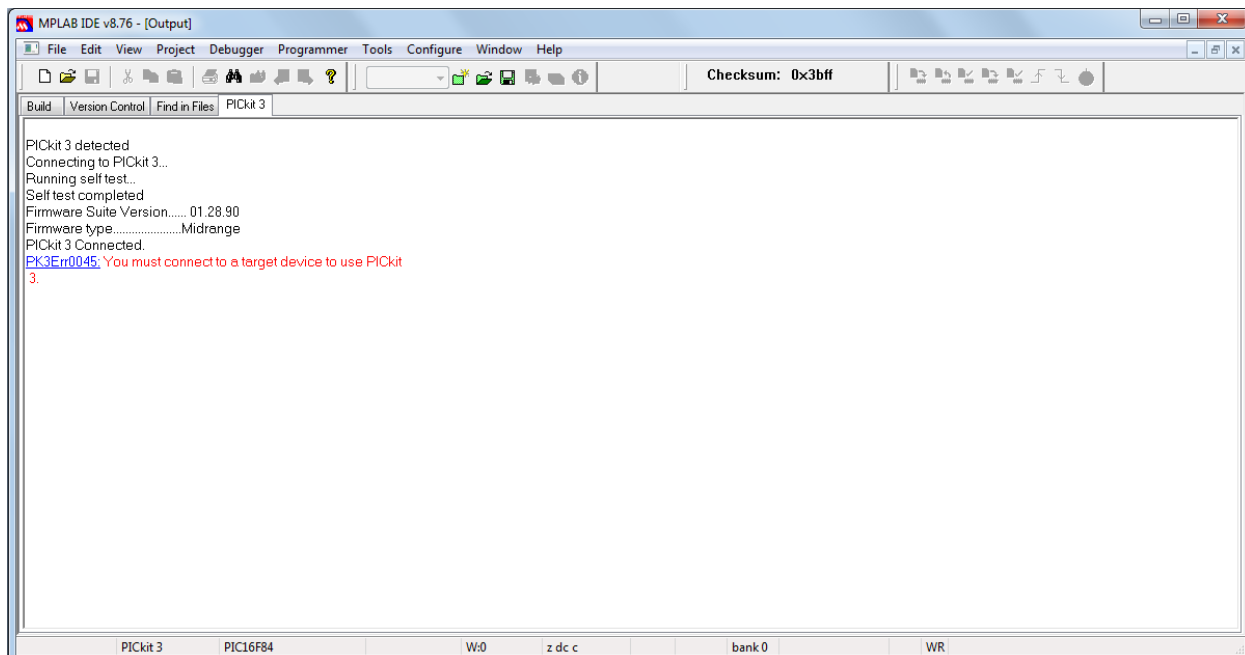 MPLAB IDE v8.76 - [Output]
File Edit View Project Debugger Programmer Tools Configure Window Help
Checksum: 0x3bff
Build Version Control Find in Files PICkit 3
PICkit 3 detected
Connecting to PICkit 3...
Running self test...
Self test completed
Firmware Suite Version...... 01.28.90
Firmware type.....................Midrange
PICkit 3 Connected.
PK3Err0045: You must connect to a target device to use PICkit
3.
PICkit 3 PIC16F84 W:0 z dc c bank 0 WR